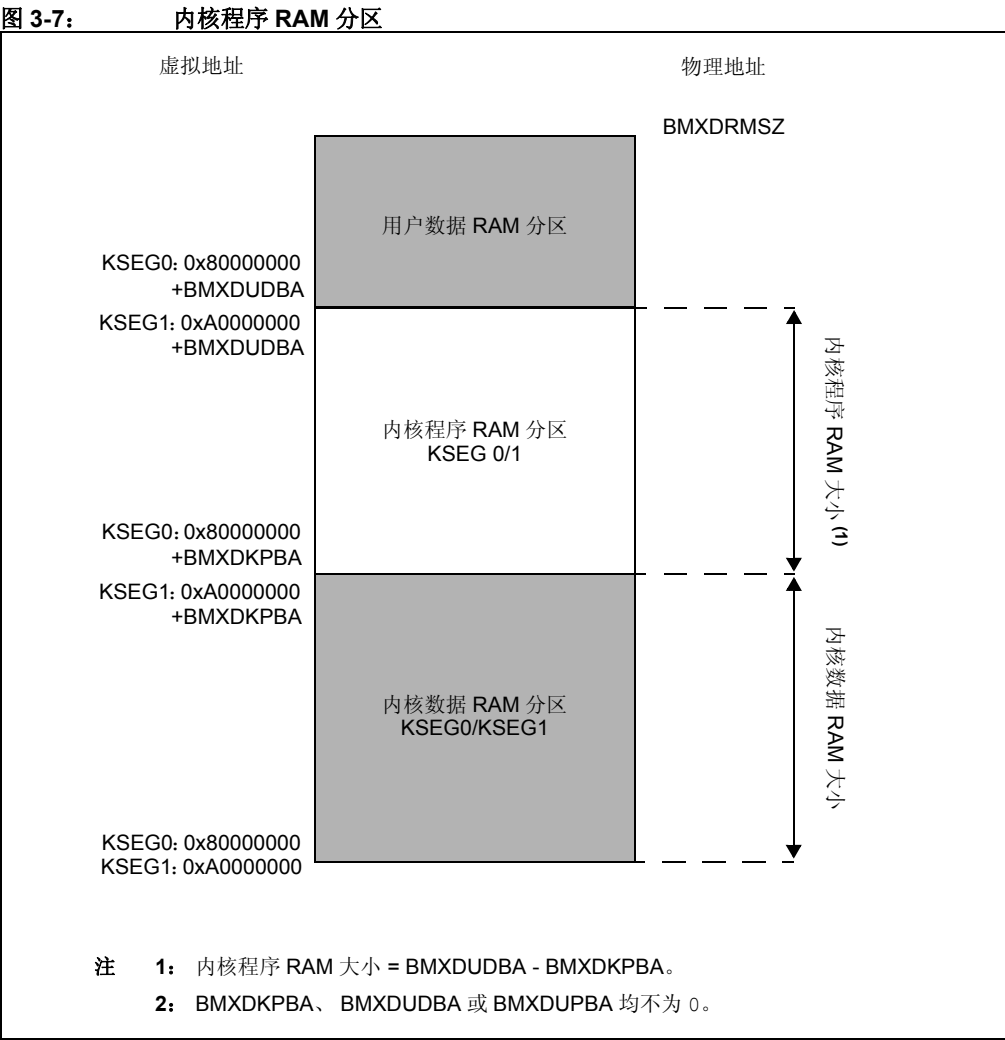 图 3-7： 内核程序 RAM 分区
虚拟地址 物理地址
BMXDRMSZ
用户数据 RAM 分区
KSEG0：0x80000000
+BMXDUDBA
KSEG1：0xA0000000
+BMXDUDBA
内核程序 RAM 分区
KSEG 0/1
内核程序 RAM 大小 (1)
KSEG0：0x80000000
+BMXDKPBA
KSEG1：0xA0000000
+BMXDKPBA
内核数据 RAM 分区
KSEG0/KSEG1
内核数据 RAM 大小
KSEG0：0x80000000
KSEG1：0xA0000000
注 1： 内核程序 RAM 大小 = BMXDUDBA - BMXDKPBA。
2： BMXDKPBA、 BMXDUDBA 或 BMXDUPBA 均不为 0。